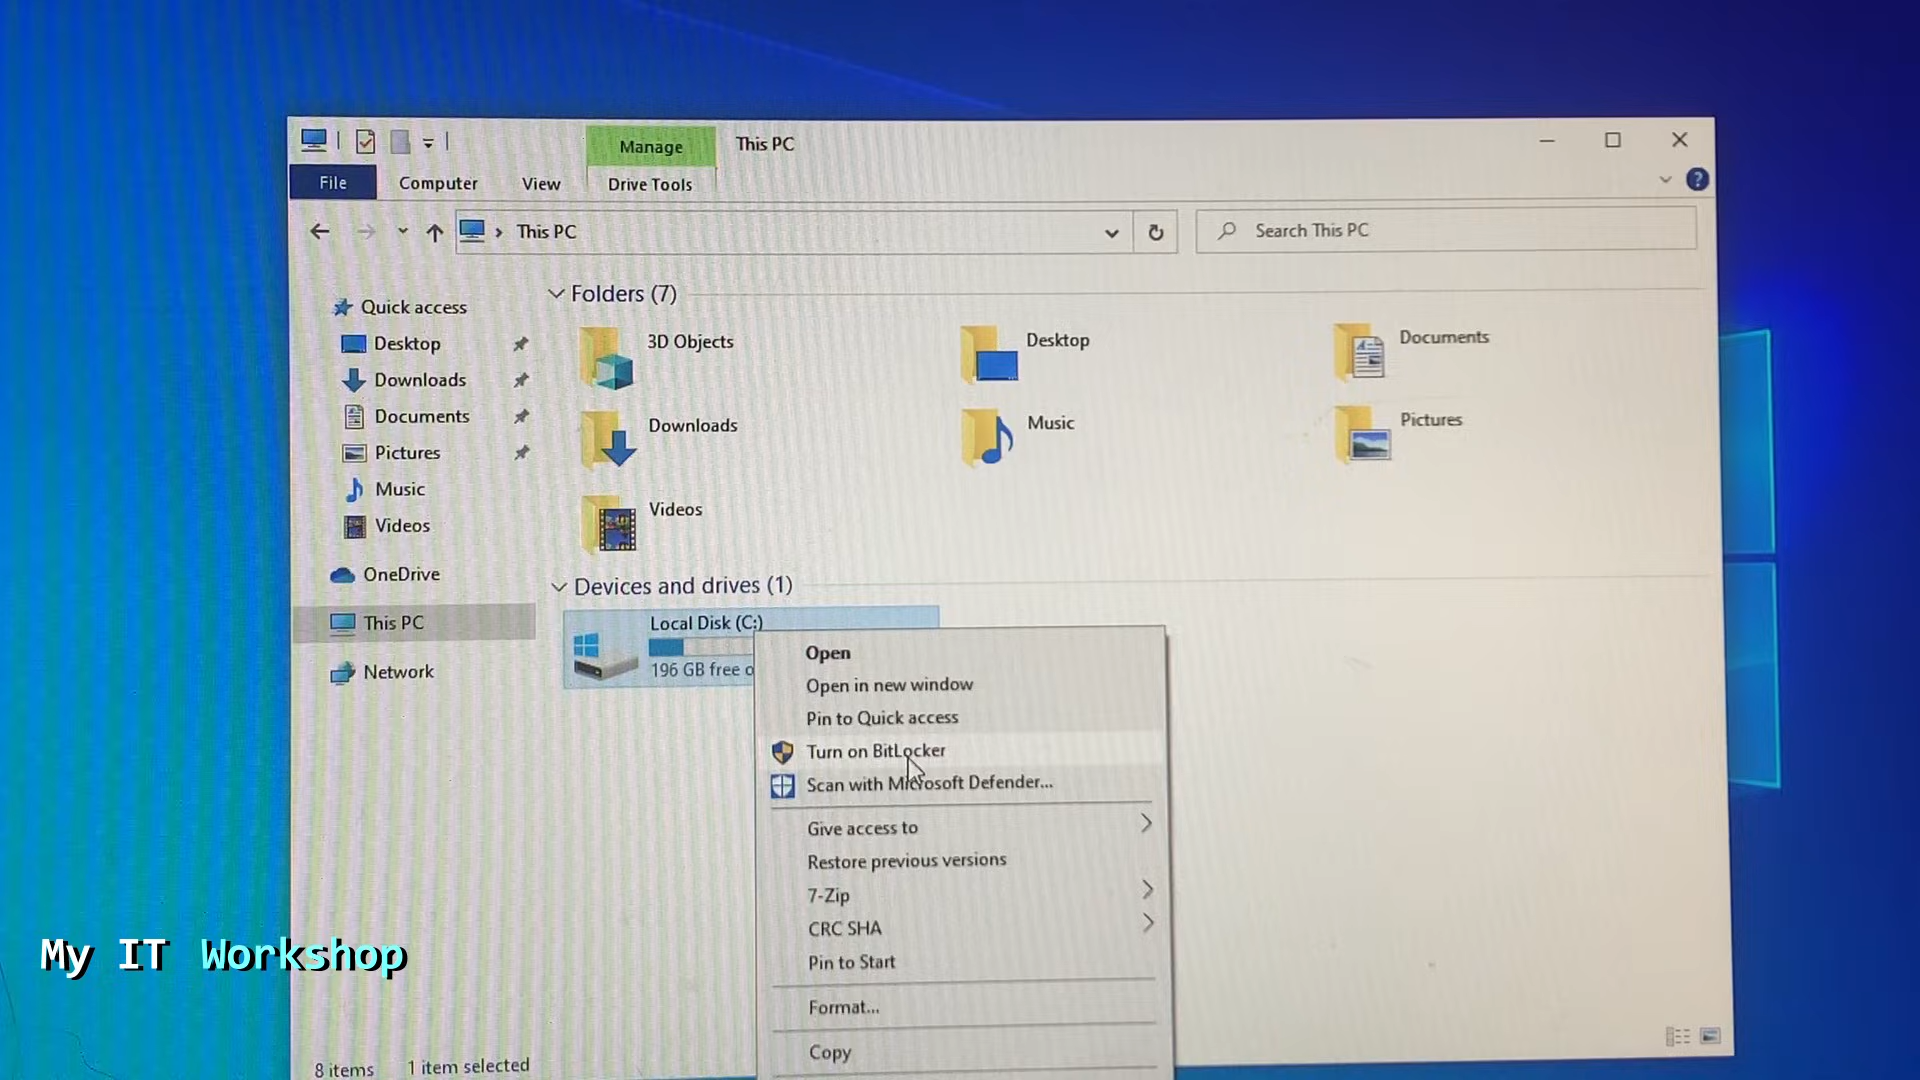 Manage
This PC
File
Computer
View
Drive Tools
This PC
Search This PC
Quick access
Desktop
Downloads
Documents
Pictures
Music
Videos
OneDrive
This PC
Network
Folders (7)
3D Objects
Desktop
Documents
Downloads
Music
Pictures
Videos
Devices and drives (1)
Local Disk (C:)
196 GB free o
Open
Open in new window
Pin to Quick access
Turn on BitLocker
Scan with Microsoft Defender...
Give access to
Restore previous versions
7-Zip
CRC SHA
Pin to Start
Format...
Copy
8 items
1 item selected
My IT Workshop